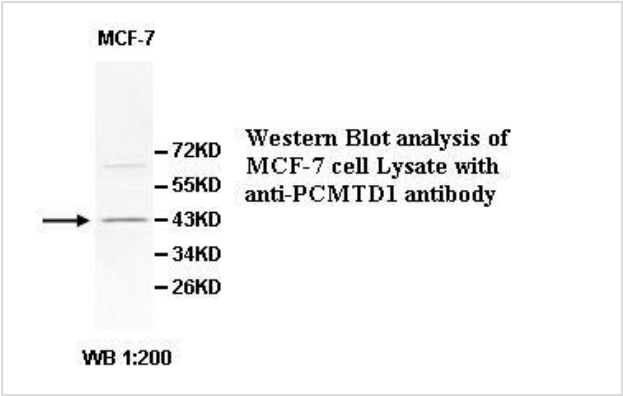 MCF-7
72KD
55KD
43KD
34KD
26KD
WB 1:200
Western Blot analysis of
MCF-7 cell Lysate with
anti-PCMTD1 antibody